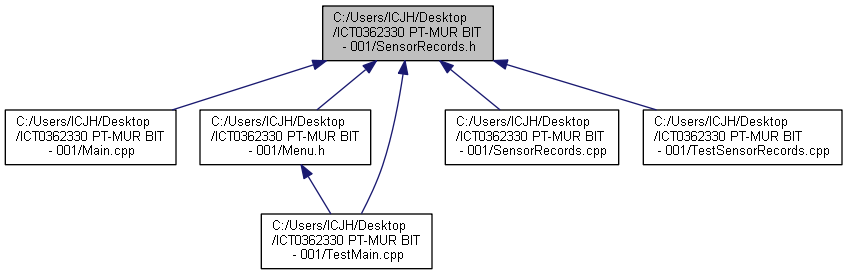 C:/Users/ICJH/Desktop
/ICT0362330 PT-MUR BIT
- 001/SensorRecords.h
C:/Users/ICJH/Desktop
/ICT0362330 PT-MUR BIT
- 001/Main.cpp
C:/Users/ICJH/Desktop
/ICT0362330 PT-MUR BIT
- 001/Menu.h
C:/Users/ICJH/Desktop
/ICT0362330 PT-MUR BIT
- 001/SensorRecords.cpp
C:/Users/ICJH/Desktop
/ICT0362330 PT-MUR BIT
- 001/TestSensorRecords.cpp
C:/Users/ICJH/Desktop
/ICT0362330 PT-MUR BIT
- 001/TestMain.cpp